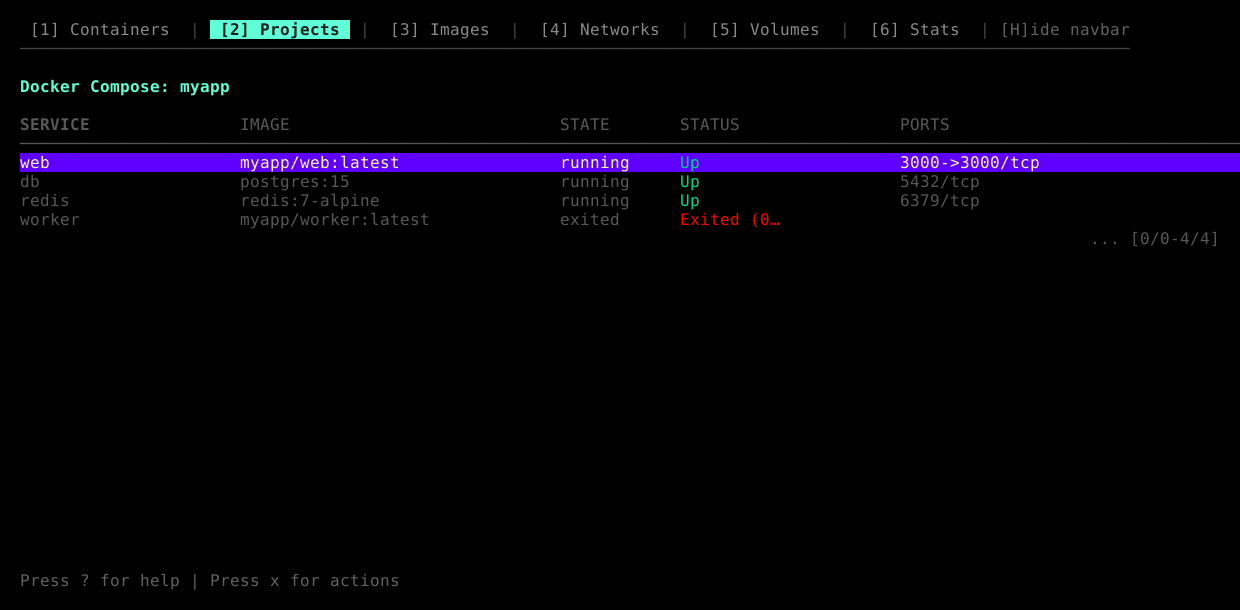 [1] Containers | [2] Projects | [3] Images | [4] Networks | [5] Volumes | [6] Stats | [H]ide navbar
Docker Compose: myapp
SERVICE IMAGE STATE STATUS PORTS
web myapp/web:latest running Up 3000->3000/tcp
db postgres:15 running Up 5432/tcp
redis redis:7-alpine running Up 6379/tcp
worker myapp/worker:latest exited Exited (0…
... [0/0-4/4]
Press ? for help | Press x for actions